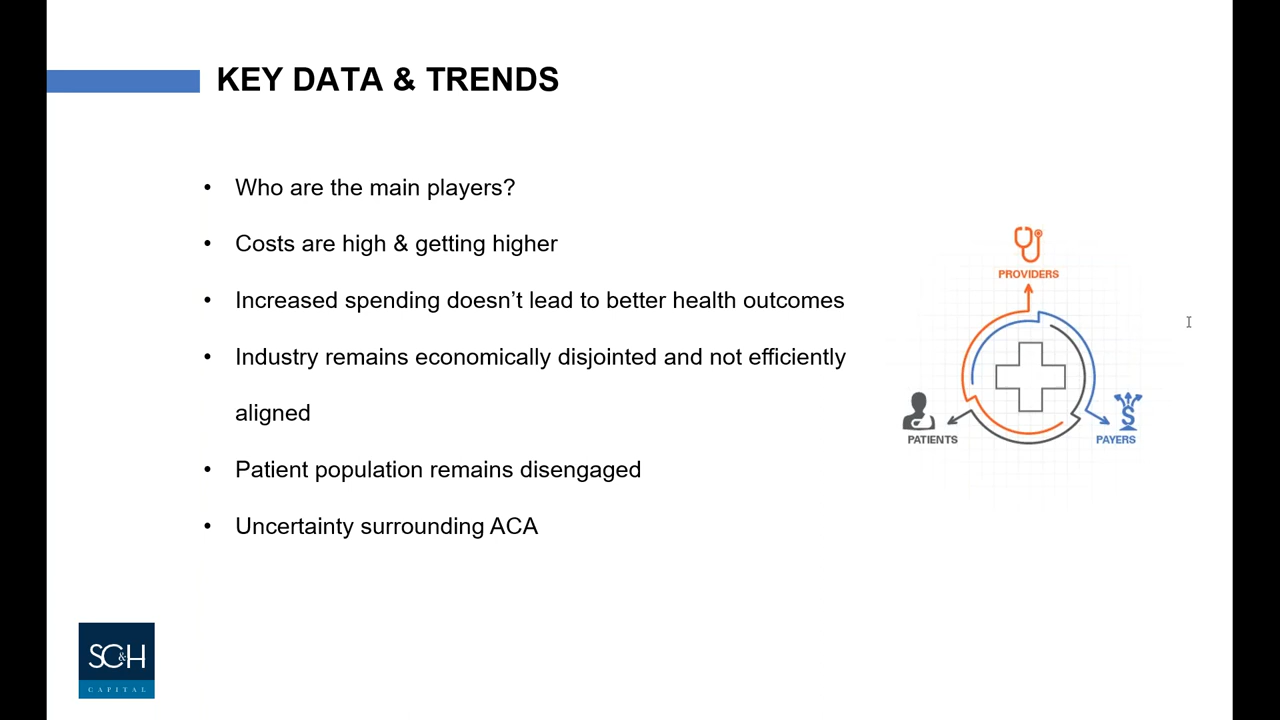 KEY DATA & TRENDS
• Who are the main players?
• Costs are high & getting higher
• Increased spending doesn’t lead to better health outcomes
• Industry remains economically disjointed and not efficiently
aligned
• Patient population remains disengaged
• Uncertainty surrounding ACA
PROVIDERS
PATIENTS
PAYERS
SC&H
CAPITAL